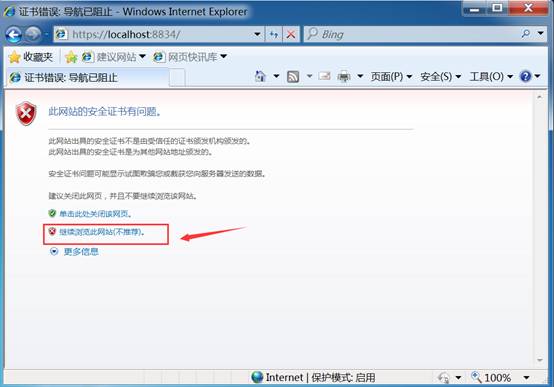 证书错误: 导航已阻止 - Windows Internet Explorer
https://localhost:8834/
Bing
收藏夹
建议网站
网页快讯库
证书错误: 导航已阻止
页面(P)
安全(S)
工具(O)
此网站的安全证书有问题。
此网站出具的安全证书不是由受信任的证书颁发机构颁发的。
此网站出具的安全证书是为其他网站地址颁发的。
安全证书问题可能显示试图欺骗您或截获您向服务器发送的数据。
建议关闭此网页，并且不要继续浏览该网站。
单击此处关闭该网页。
继续浏览此网站(不推荐)。
更多信息
Internet | 保护模式: 启用
100%